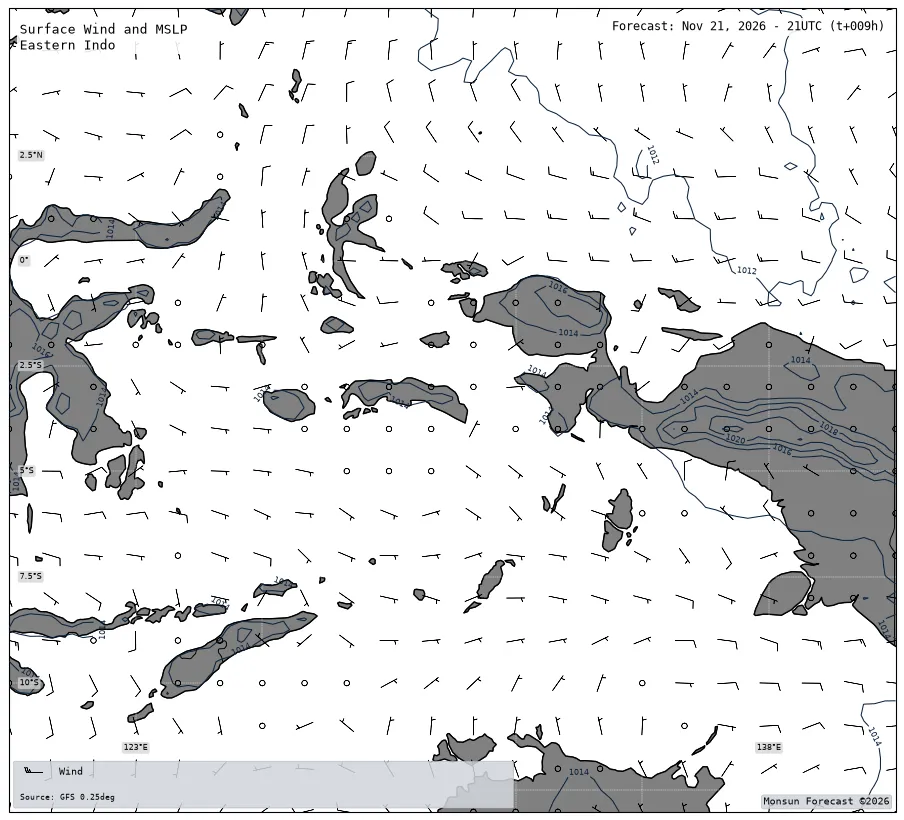 Surface Wind and MSLP
Eastern Indo
Forecast: Nov 21, 2026 - 21UTC (t+009h)
1012
2.5°N
1014
0°
1012
1016
1014
1016
1014
2.5°S
1014
1014
1014
1018
1020
1016
5°S
7.5°S
1014
1014
10°S
1014
123°E
138°E
Wind
1014
Source: GFS 0.25deg
Monsun Forecast ©2026